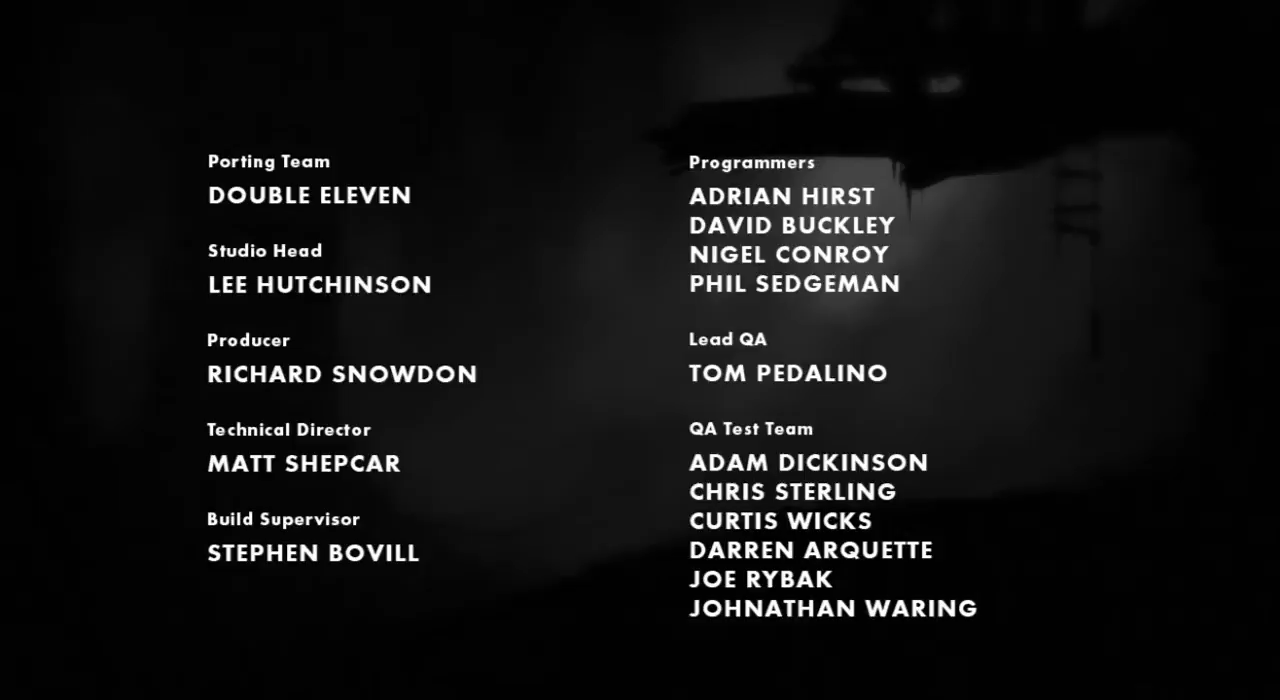 Porting Team
DOUBLE ELEVEN
Studio Head
LEE HUTCHINSON
Producer
RICHARD SNOWDON
Technical Director
MATT SHEPCAR
Build Supervisor
STEPHEN BOVILL
Programmers
ADRIAN HIRST
DAVID BUCKLEY
NIGEL CONROY
PHIL SEDGEMAN
Lead QA
TOM PEDALINO
QA Test Team
ADAM DICKINSON
CHRIS STERLING
CURTIS WICKS
DARREN ARQUETTE
JOE RYBAK
JOHNATHAN WARING